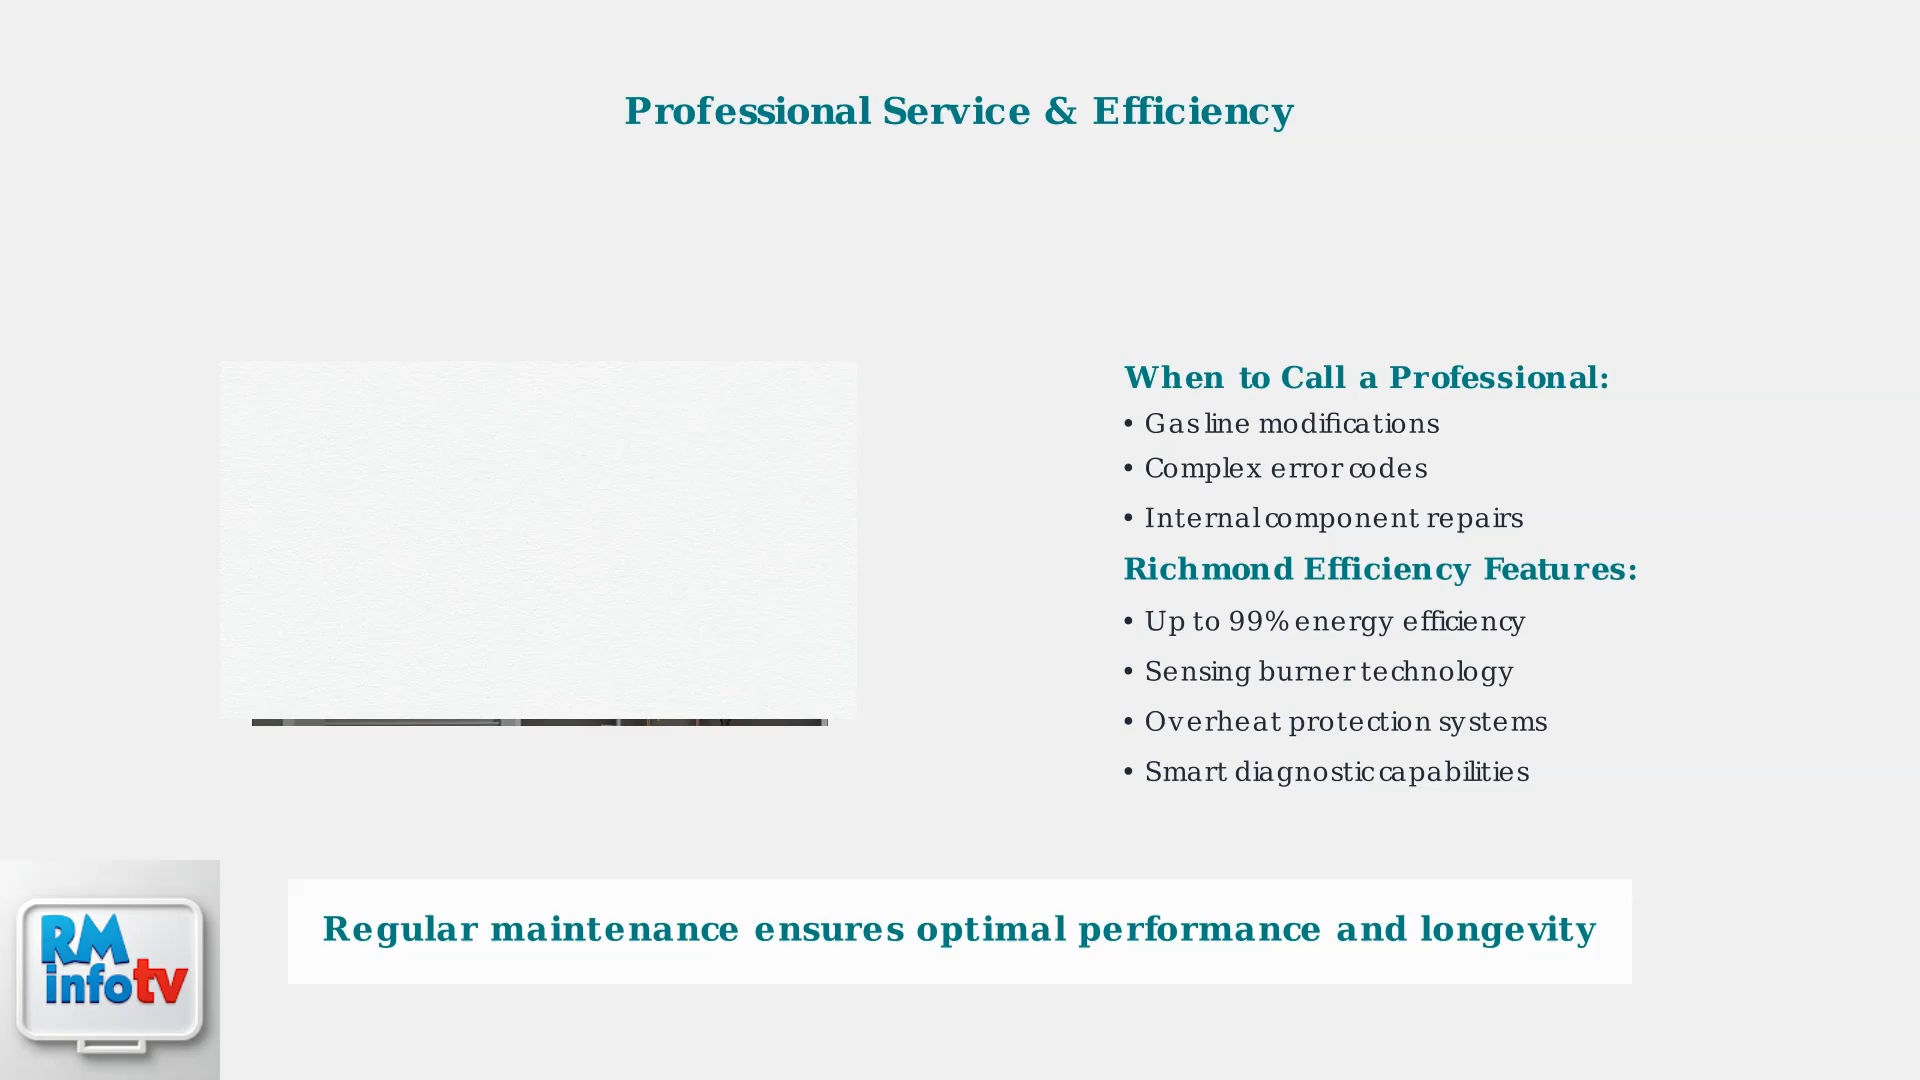 Professional Service & Efficiency
When to Call a Professional:
• Gas line modifications
• Complex error codes
• Internal component repairs
Richmond Efficiency Features:
• Up to 99% energy efficiency
• Sensing burner technology
• Overheat protection systems
• Smart diagnostic capabilities
RM
infotv
Regular maintenance ensures optimal performance and longevity